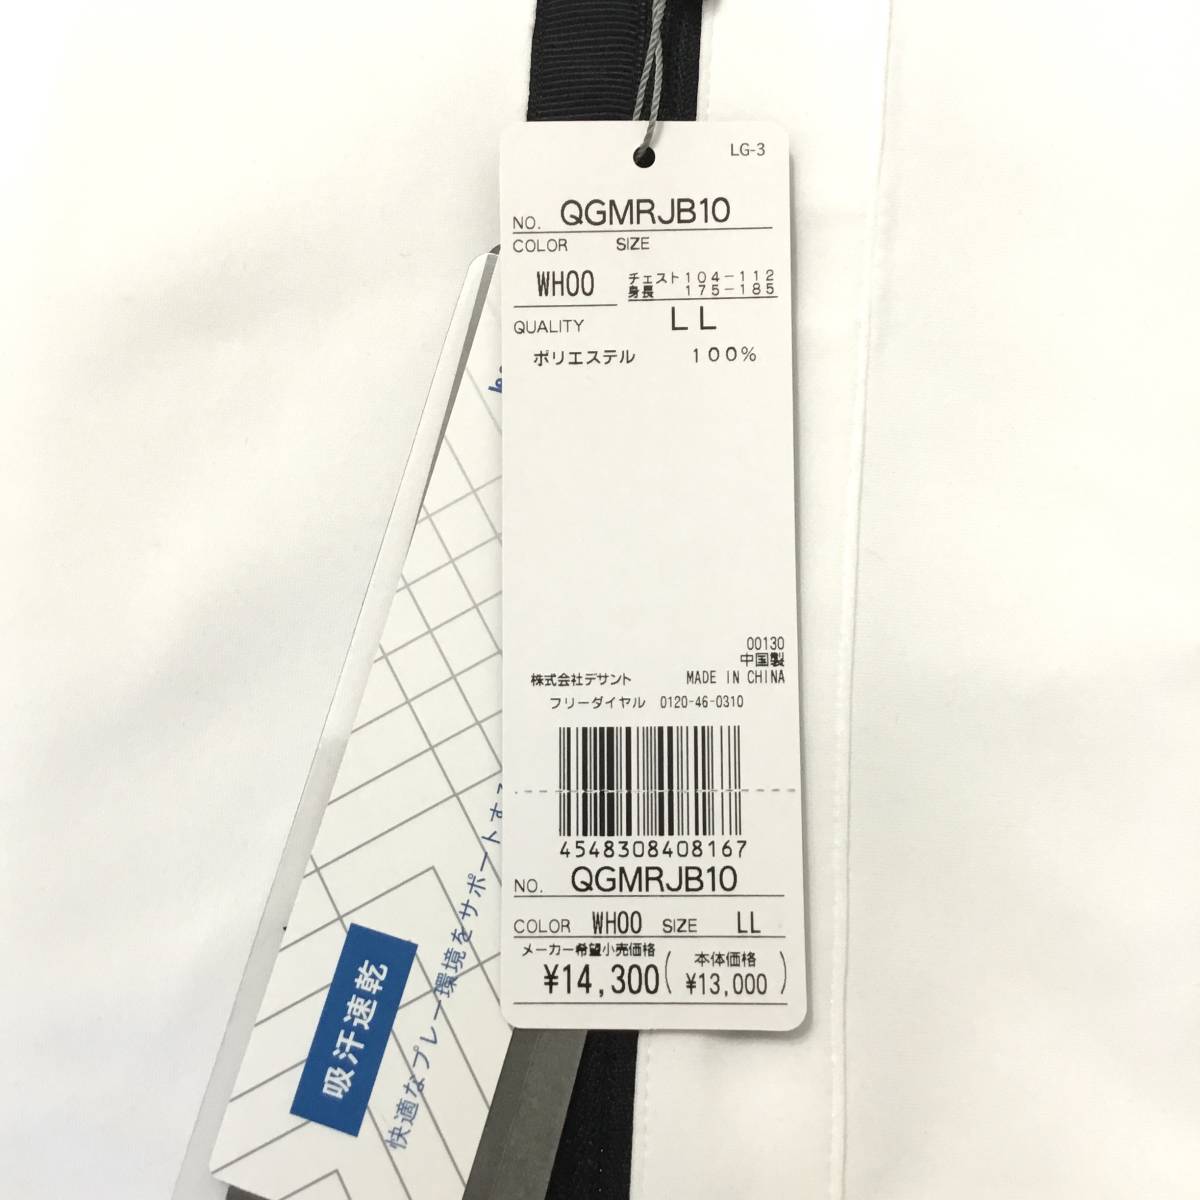 LG-3
NO. QGMRJB10
COLOR SIZE
WH00 チェスト 104-112
身長 175-185
QUALITY LL
ポリエステル 100%
00130
中国製
株式会社デサント MADE IN CHINA
フリーダイヤル 0120-46-0310
4548308408167
NO. QGMRJB10
COLOR WH00 SIZE LL
メーカー希望小売価格
¥14,300 (本体価格 ¥13,000)
吸汗速乾
快適なプレー環境をサポートする